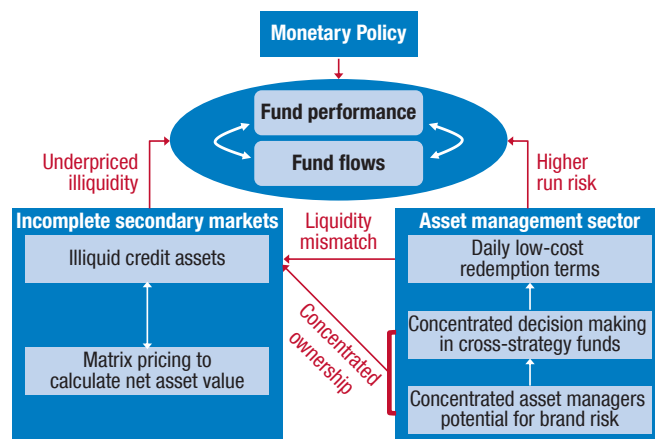 Monetary Policy
Fund performance
Fund flows
Underpriced
illiquidity
Higher
run risk
Incomplete secondary markets
Illiquid credit assets
Matrix pricing to
calculate net asset value
Liquidity
mismatch
Concentrated
ownership
Asset management sector
Daily low-cost
redemption terms
Concentrated decision making
in cross-strategy funds
Concentrated asset managers
potential for brand risk